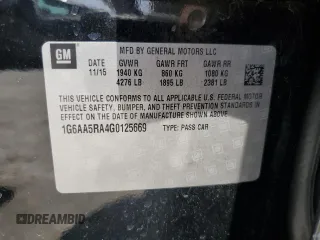 GM
MFD BY GENERAL MOTORS LLC
DATE GVWR GAWR FRT GAWR RR
11/15 1940 KG 860 KG 1080 KG
4276 LB 1895 LB 2381 LB
THIS VEHICLE CONFORMS TO ALL APPLICABLE U.S. FEDERAL MOTOR
VEHICLE SAFETY, BUMPER, AND THEFT PREVENTION STANDARDS IN
EFFECT ON THE DATE OF MANUFACTURE SHOWN ABOVE.
1G6AA5RA4G0125669 TYPE: PASS CAR
DREAMBID